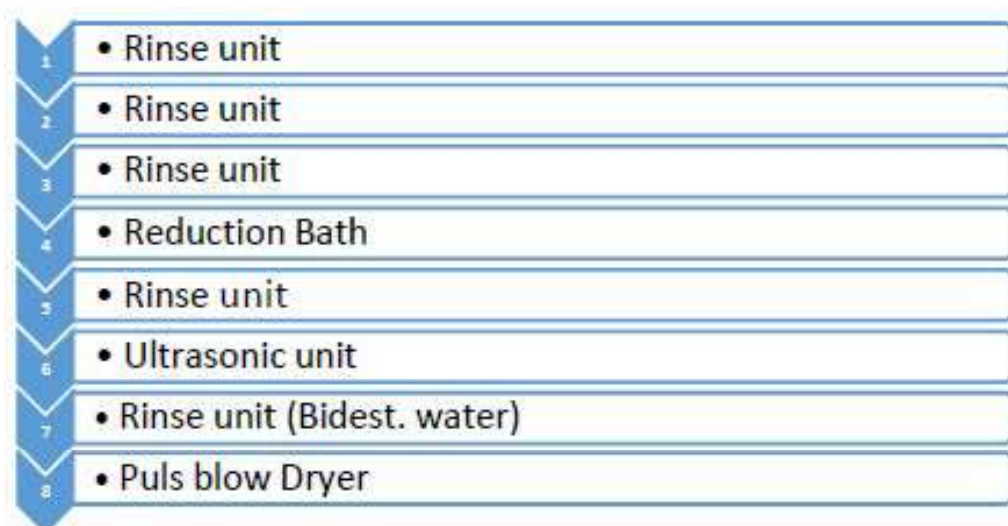 1 • Rinse unit
2 • Rinse unit
3 • Rinse unit
4 • Reduction Bath
5 • Rinse unit
6 • Ultrasonic unit
7 • Rinse unit (Bidest. water)
8 • Puls blow Dryer